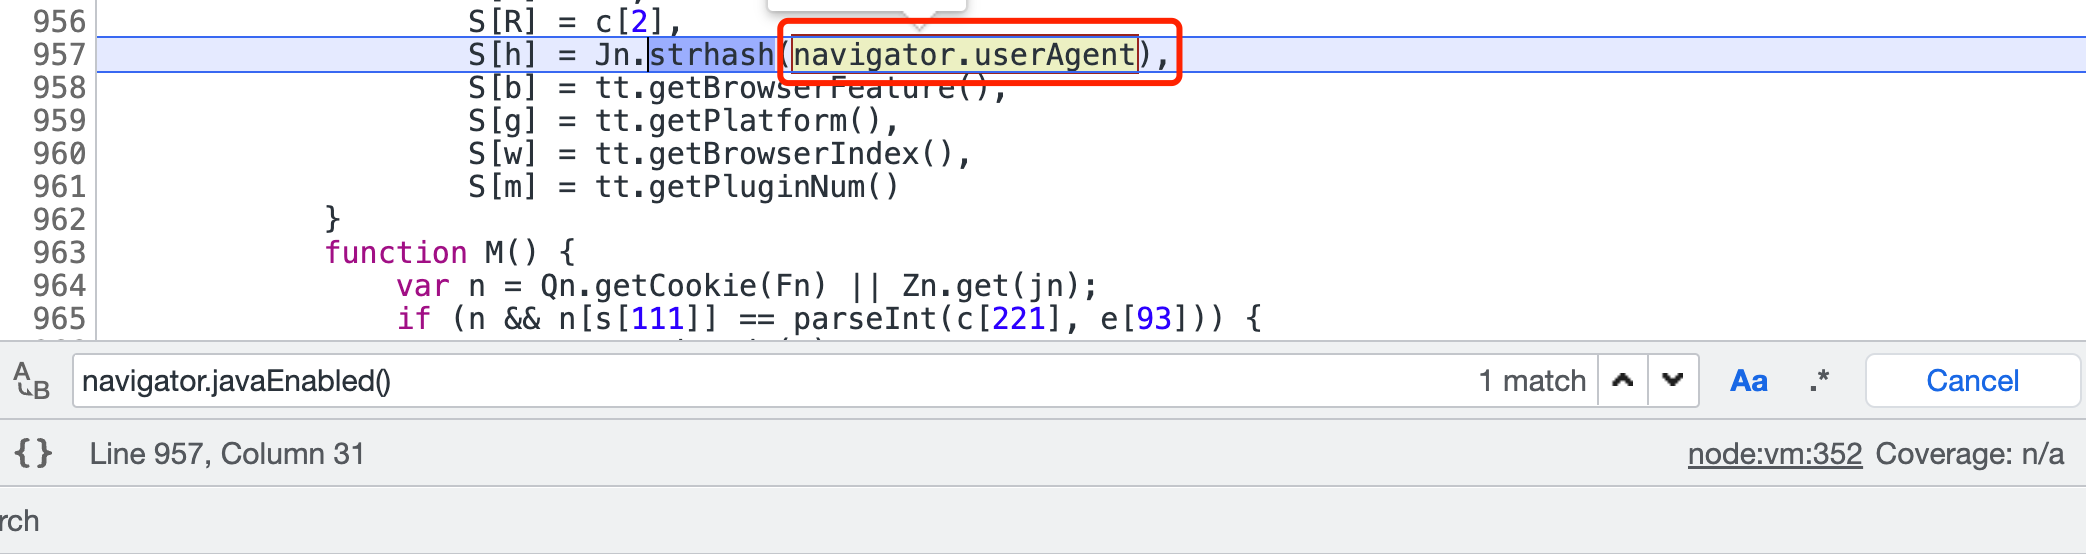 956 S[R] = c[2],
957 S[h] = Jn.strhash(navigator.userAgent),
958 S[b] = tt.getBrowserFeature(),
959 S[g] = tt.getPlatform(),
960 S[w] = tt.getBrowserIndex(),
961 S[m] = tt.getPluginNum()
962 }
963 function M() {
964 var n = Qn.getCookie(Fn) || Zn.get(jn);
965 if (n && n[s[111]] == parseInt(c[221], e[93])) {
A B navigator.javaEnabled() 1 match Aa .* Cancel
{} Line 957, Column 31 node:vm:352 Coverage: n/a
rch